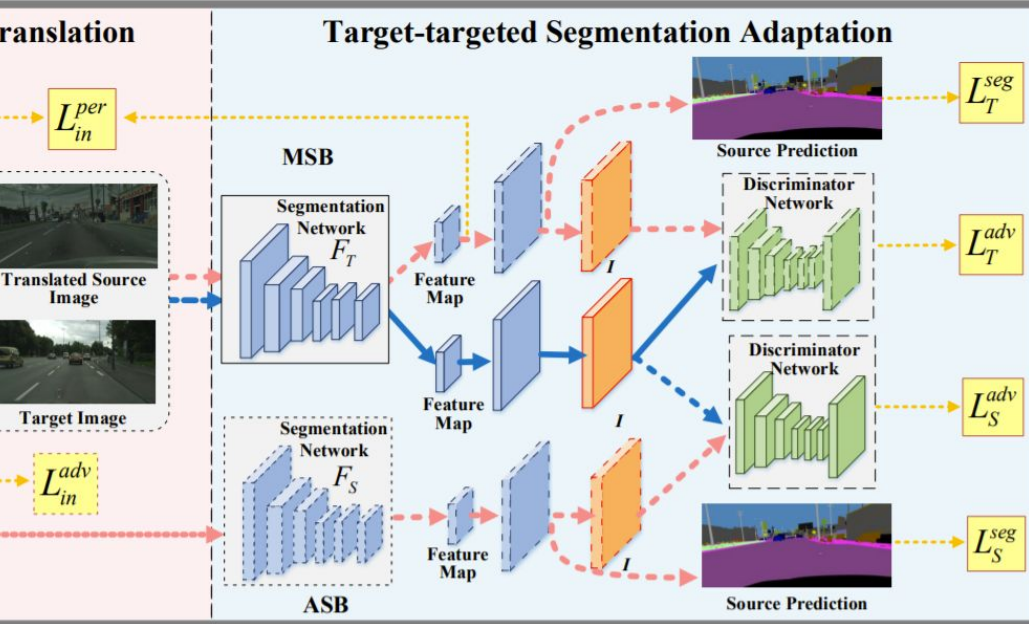 ranslation
L_in^per
Translated Source
Image
Target Image
L_in^adv
Target-targeted Segmentation Adaptation
MSB
Segmentation
Network
F_T
Feature
Map
I
Source Prediction
L_T^seg
Discriminator
Network
L_T^adv
Feature
Map
I
Discriminator
Network
L_S^adv
Segmentation
Network
F_S
ASB
Feature
Map
I
Source Prediction
L_S^seg